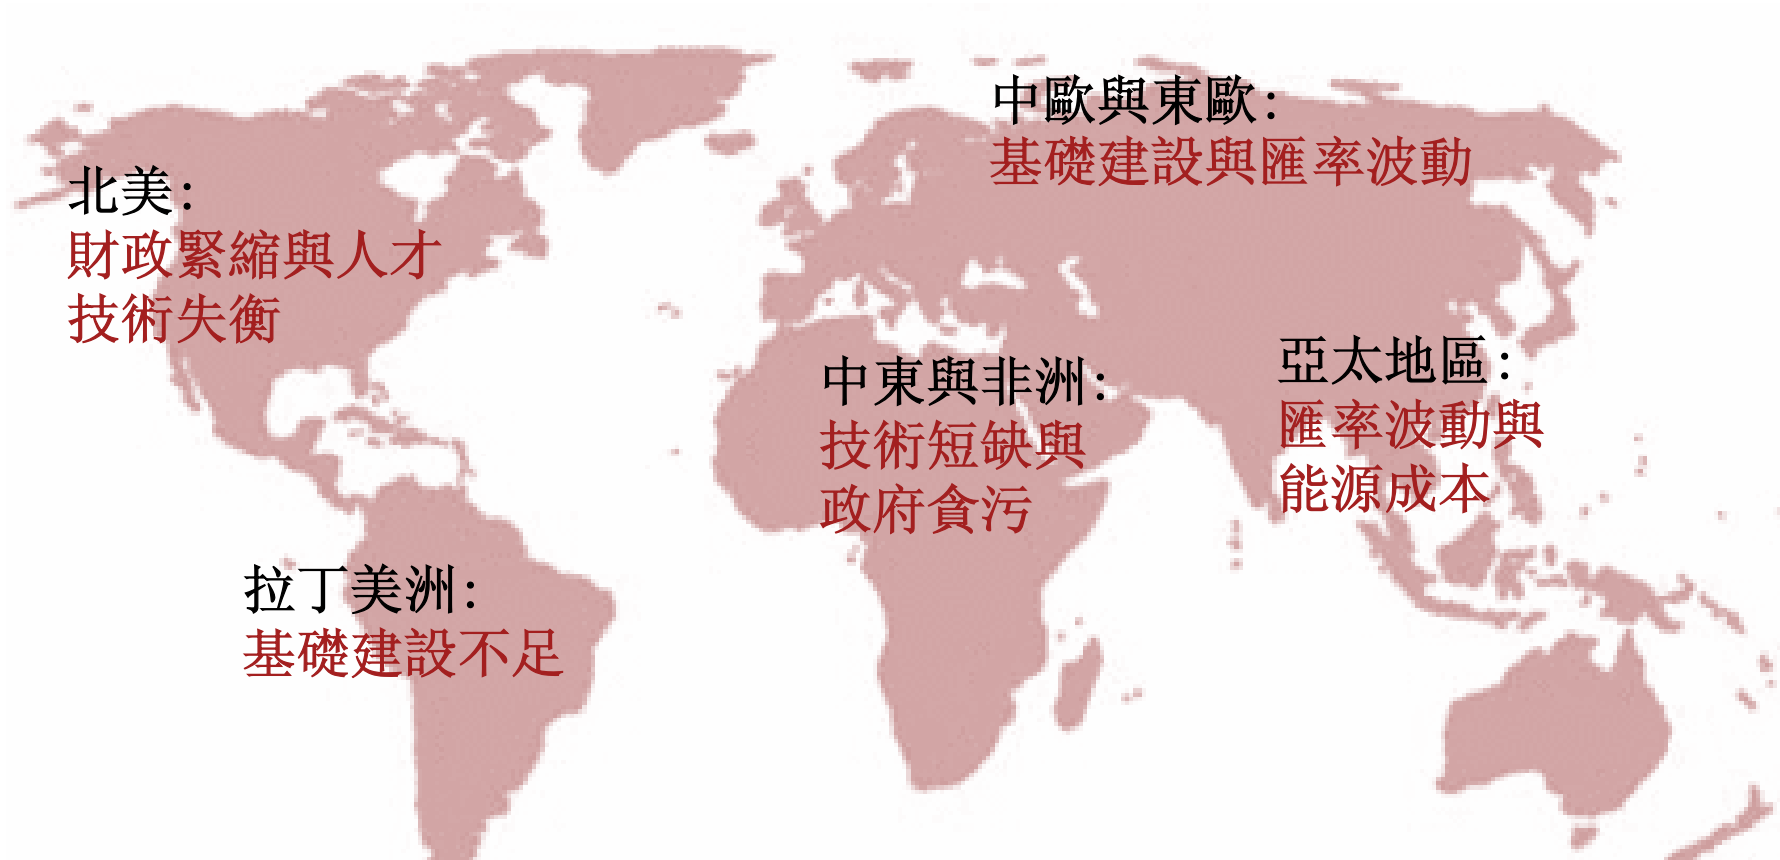 中歐與東歐:
基礎建設與匯率波動
北美:
財政緊縮與人才
技術失衡
亞太地區:
匯率波動與
能源成本
中東與非洲:
技術短缺與
政府貪污
拉丁美洲:
基礎建設不足